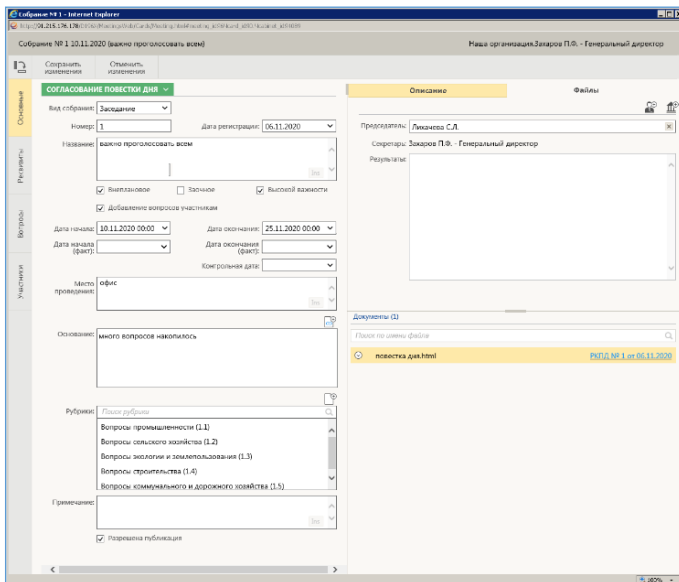 Собрание № 1 - Internet Explorer
Собрание № 1 10.11.2020 (важно проголосовать всем)
Наша организация.Захаров П.Ф. - Генеральный директор
Сохранить изменения
Отменить изменения
Основные
Реквизиты
Вопросы
Участники
СОГЛАСОВАНИЕ ПОВЕСТКИ ДНЯ
Вид собрания: Заседание
Номер: 1
Дата регистрации: 06.11.2020
Название: важно проголосовать всем
Внеплановое
Заочное
Высокой важности
Добавление вопросов участникам
Дата начала: 10.11.2020 00:00
Дата окончания: 25.11.2020 00:00
Дата начала (факт):
Дата окончания (факт):
Контрольная дата:
Место проведения: офис
Основание: много вопросов накопилось
Рубрики: Поиск рубрики
Вопросы промышленности (1.1)
Вопросы сельского хозяйства (1.2)
Вопросы экологии и землепользования (1.3)
Вопросы строительства (1.4)
Вопросы коммунального и дорожного хозяйства (1.5)
Примечание:
Разрешена публикация
Описание
Файлы
Председатель: Лихачева С.Л.
Секретарь: Захаров П.Ф. - Генеральный директор
Результаты:
Документы (1)
Поиск по имени файла
повестка дня.html
РКПД № 1 от 06.11.2020